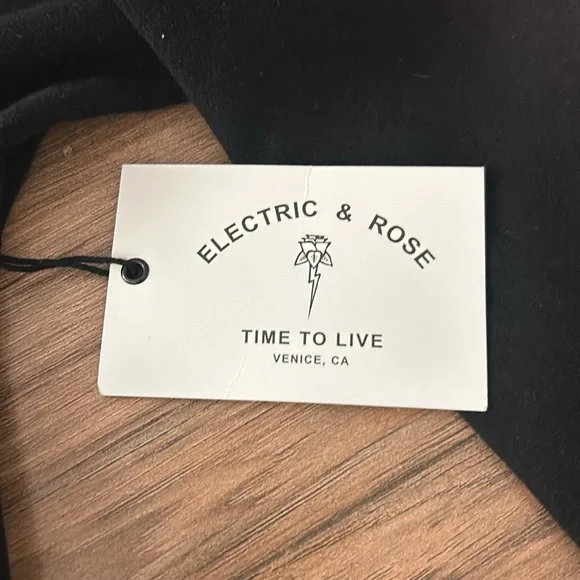 ELECTRIC & ROSE
TIME TO LIVE
VENICE, CA